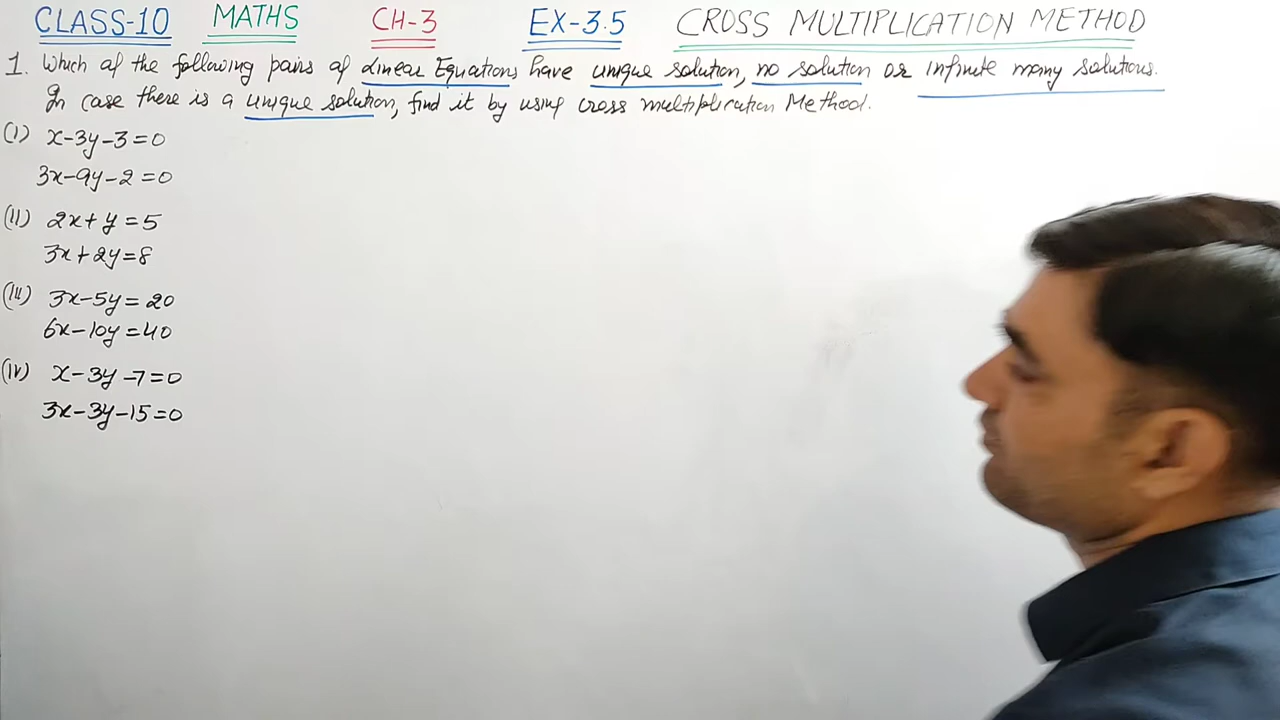 CLASS-10 MATHS CH-3 EX-3.5 CROSS MULTIPLICATION METHOD
1. Which of the following pairs of Linear Equations have unique solution, no solution or infinite many solutions.
In case there is a unique solution, find it by using cross multiplication Method.
(I) x-3y-3=0
3x-9y-2=0
(II) 2x+y=5
3x+2y=8
(III) 3x-5y=20
6x-10y=40
(IV) x-3y-7=0
3x-3y-15=0